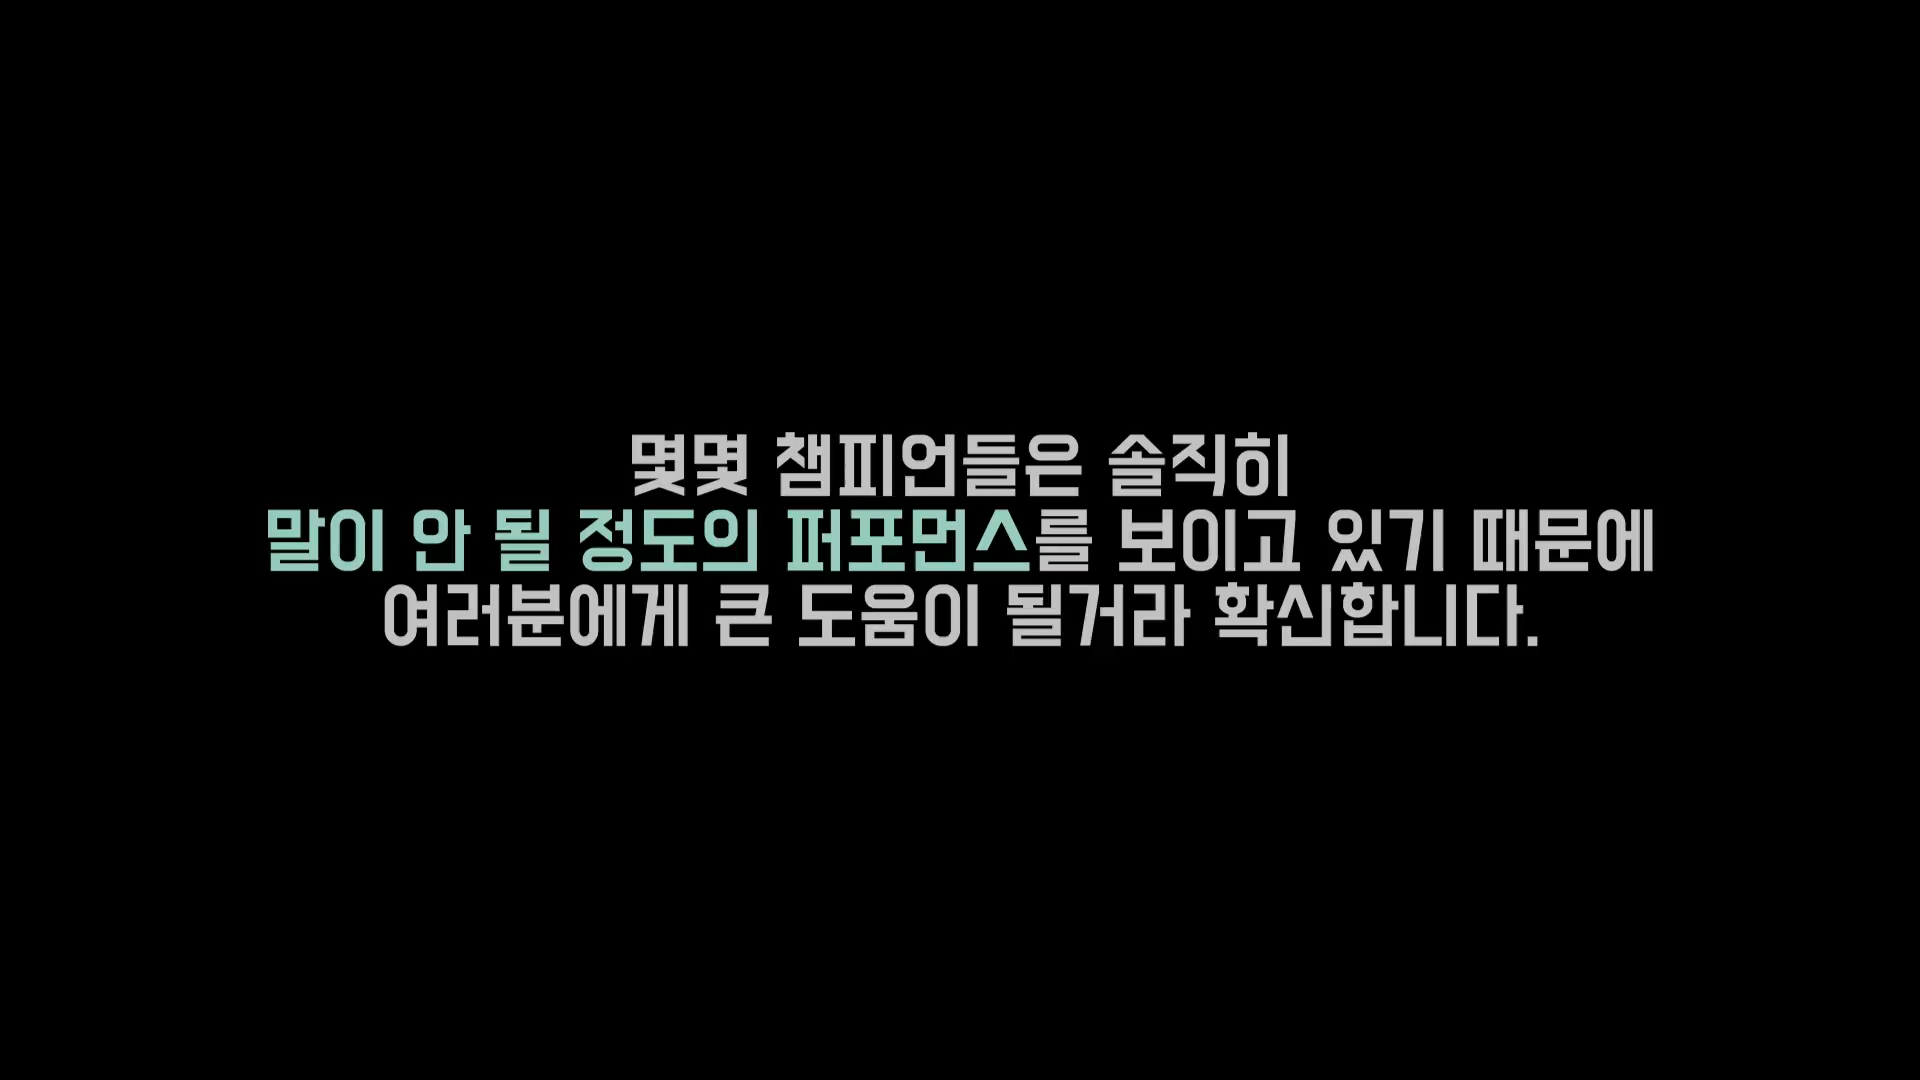 몇몇 챔피언들은 솔직히
말이 안 될 정도의 퍼포먼스를 보이고 있기 때문에
여러분에게 큰 도움이 될거라 확신합니다.